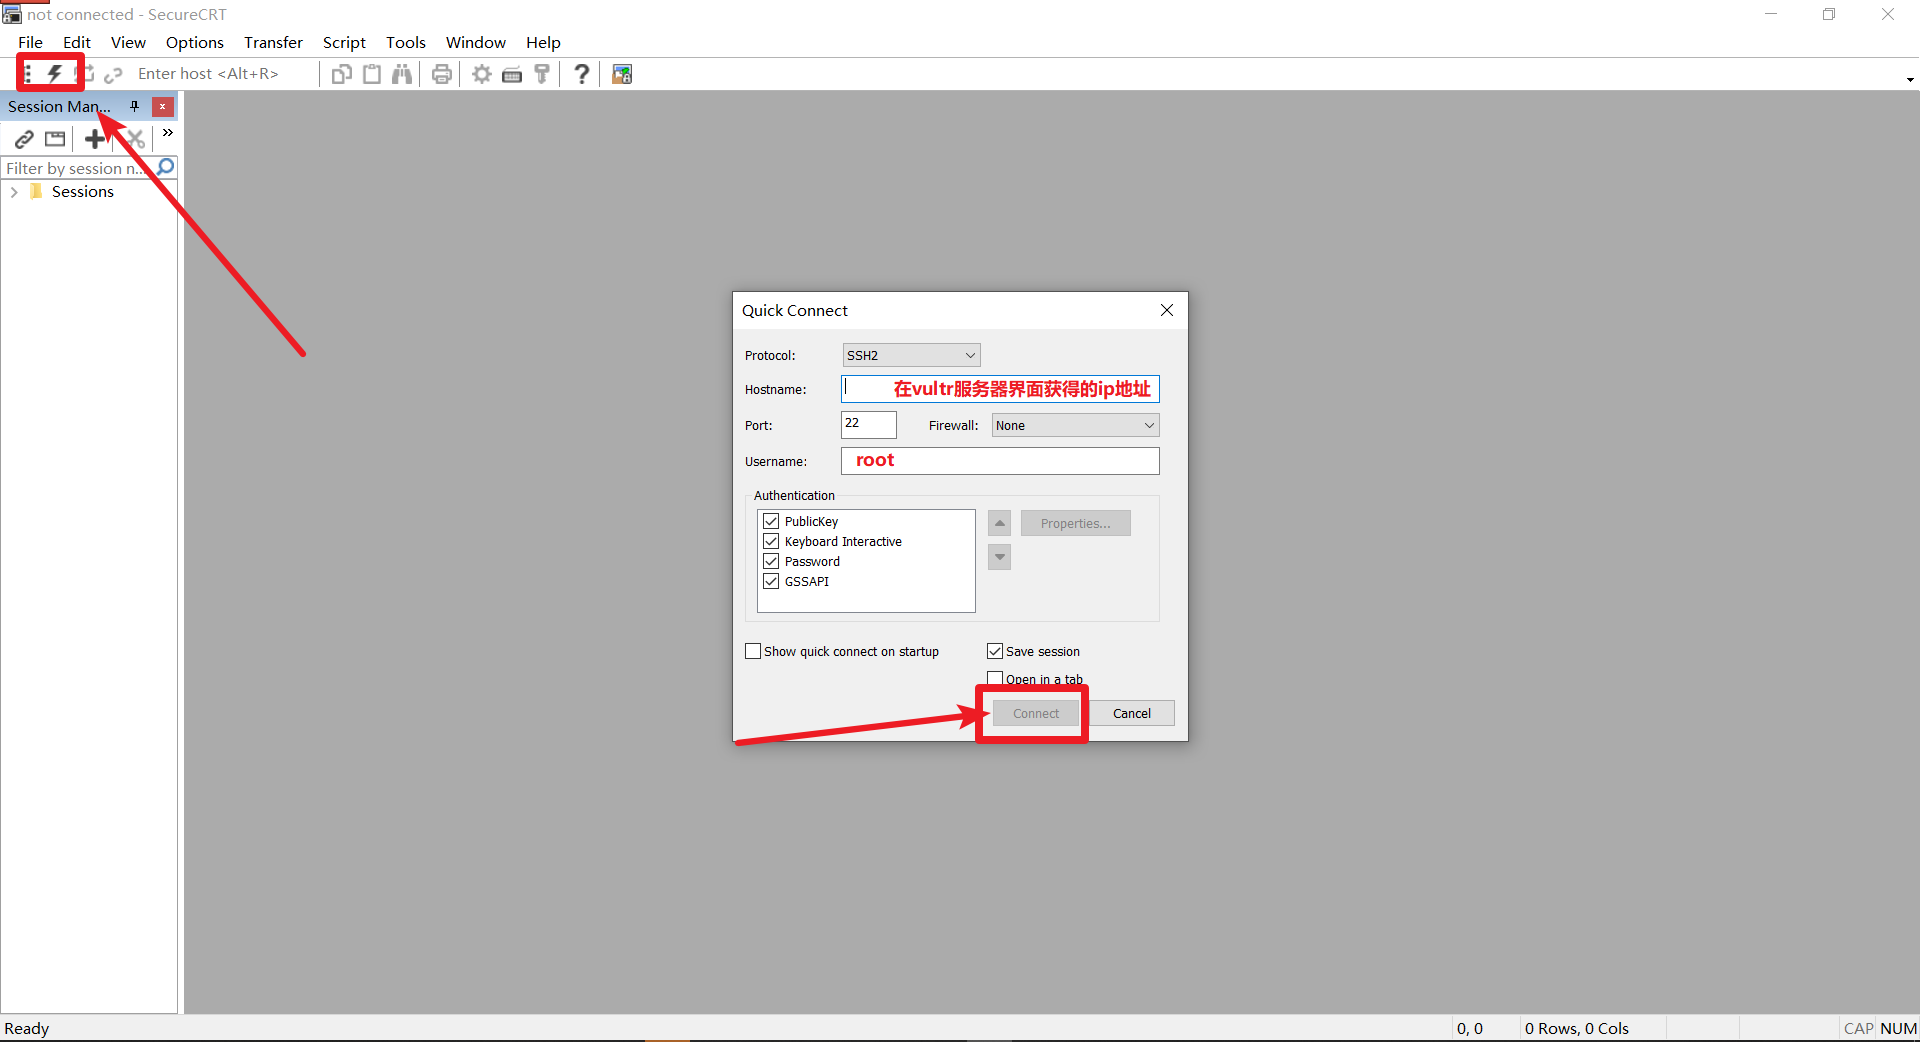 not connected - SecureCRT
File Edit View Options Transfer Script Tools Window Help
Enter host <Alt+R>
Session Man...
Filter by session n...
Sessions
Quick Connect
Protocol: SSH2
Hostname: 在vultr服务器界面获得的ip地址
Port: 22 Firewall: None
Username: root
Authentication
PublicKey
Properties...
Keyboard Interactive
Password
GSSAPI
Show quick connect on startup Save session
Open in a tab
Connect Cancel
Ready 0, 0 0 Rows, 0 Cols CAP NUM